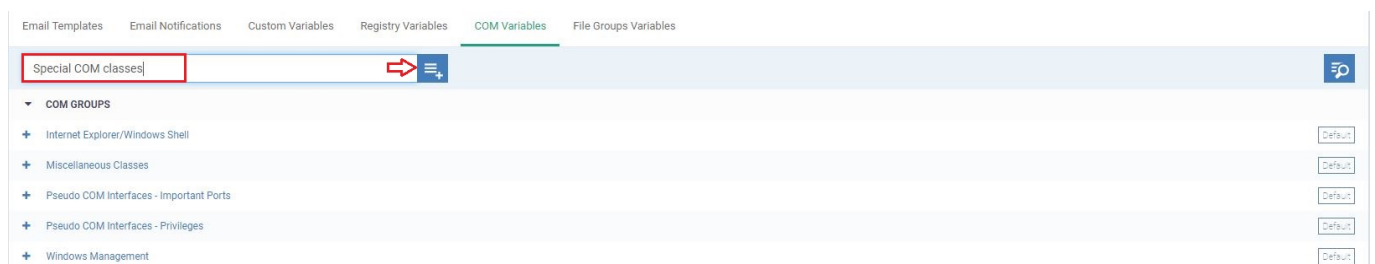 Email Templates Email Notifications Custom Variables Registry Variables COM Variables File Groups Variables
Special COM classes
COM GROUPS
Internet Explorer/Windows Shell Default
Miscellaneous Classes Default
Pseudo COM Interfaces - Important Ports Default
Pseudo COM Interfaces - Privileges Default
Windows Management Default